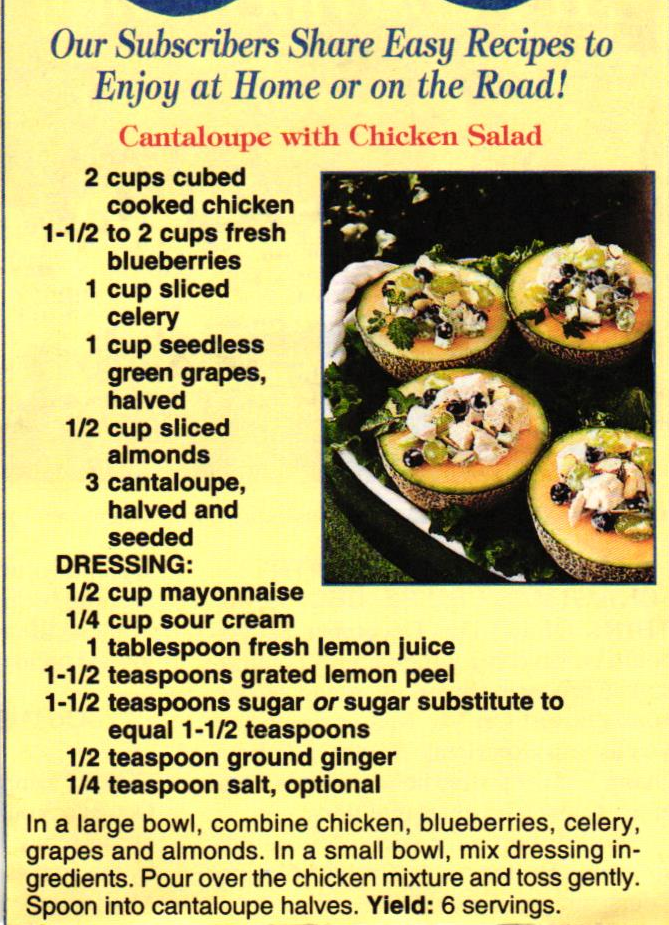 Our Subscribers Share Easy Recipes to
Enjoy at Home or on the Road!
Cantaloupe with Chicken Salad
2 cups cubed
cooked chicken
1-1/2 to 2 cups fresh
blueberries
1 cup sliced
celery
1 cup seedless
green grapes,
halved
1/2 cup sliced
almonds
3 cantaloupe,
halved and
seeded
DRESSING:
1/2 cup mayonnaise
1/4 cup sour cream
1 tablespoon fresh lemon juice
1-1/2 teaspoons grated lemon peel
1-1/2 teaspoons sugar or sugar substitute to
equal 1-1/2 teaspoons
1/2 teaspoon ground ginger
1/4 teaspoon salt, optional
In a large bowl, combine chicken, blueberries, celery,
grapes and almonds. In a small bowl, mix dressing in-
gredients. Pour over the chicken mixture and toss gently.
Spoon into cantaloupe halves. Yield: 6 servings.